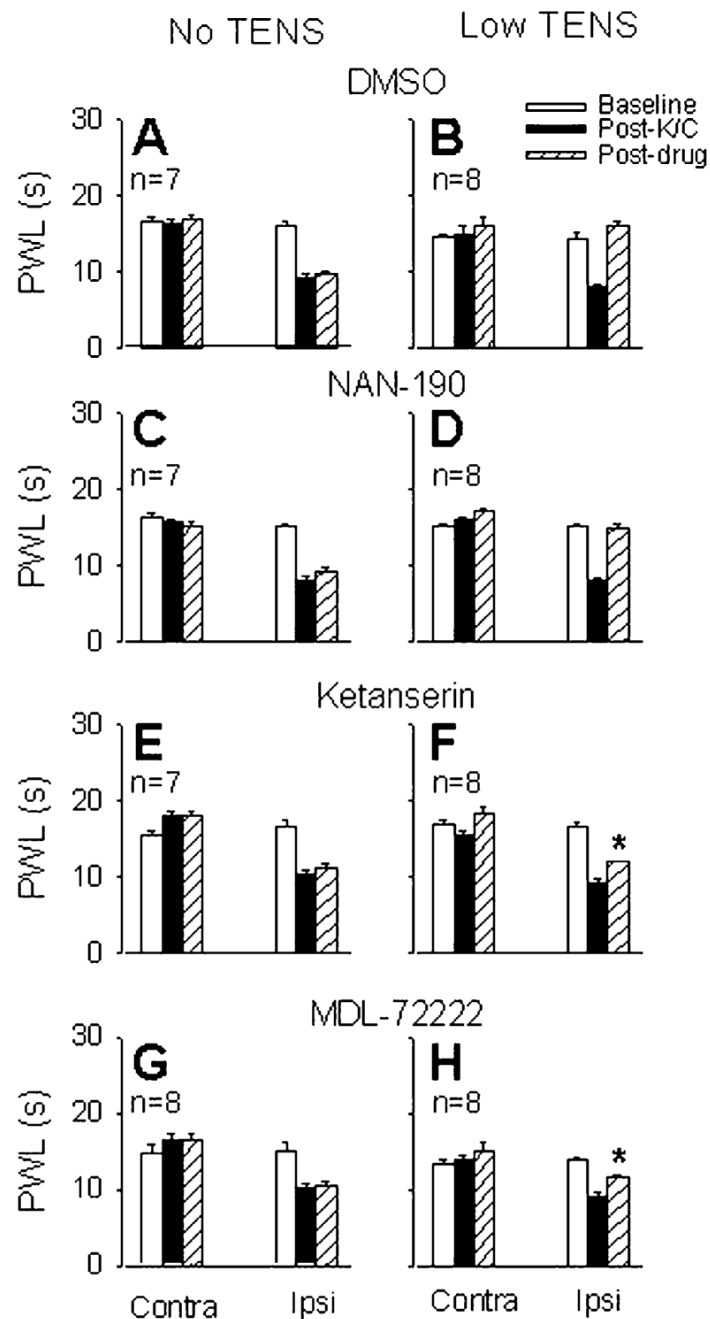 No TENS Low TENS
DMSO
Baseline
Post-K/C
Post-drug
A B
n=7 n=8
PWL (s)
30
20
10
0
NAN-190
C D
n=7 n=8
PWL (s)
30
20
10
0
Ketanserin
E F
n=7 n=8
PWL (s)
30
20
10
0
*
MDL-72222
G H
n=8 n=8
PWL (s)
30
20
10
0
*
Contra Ipsi Contra Ipsi